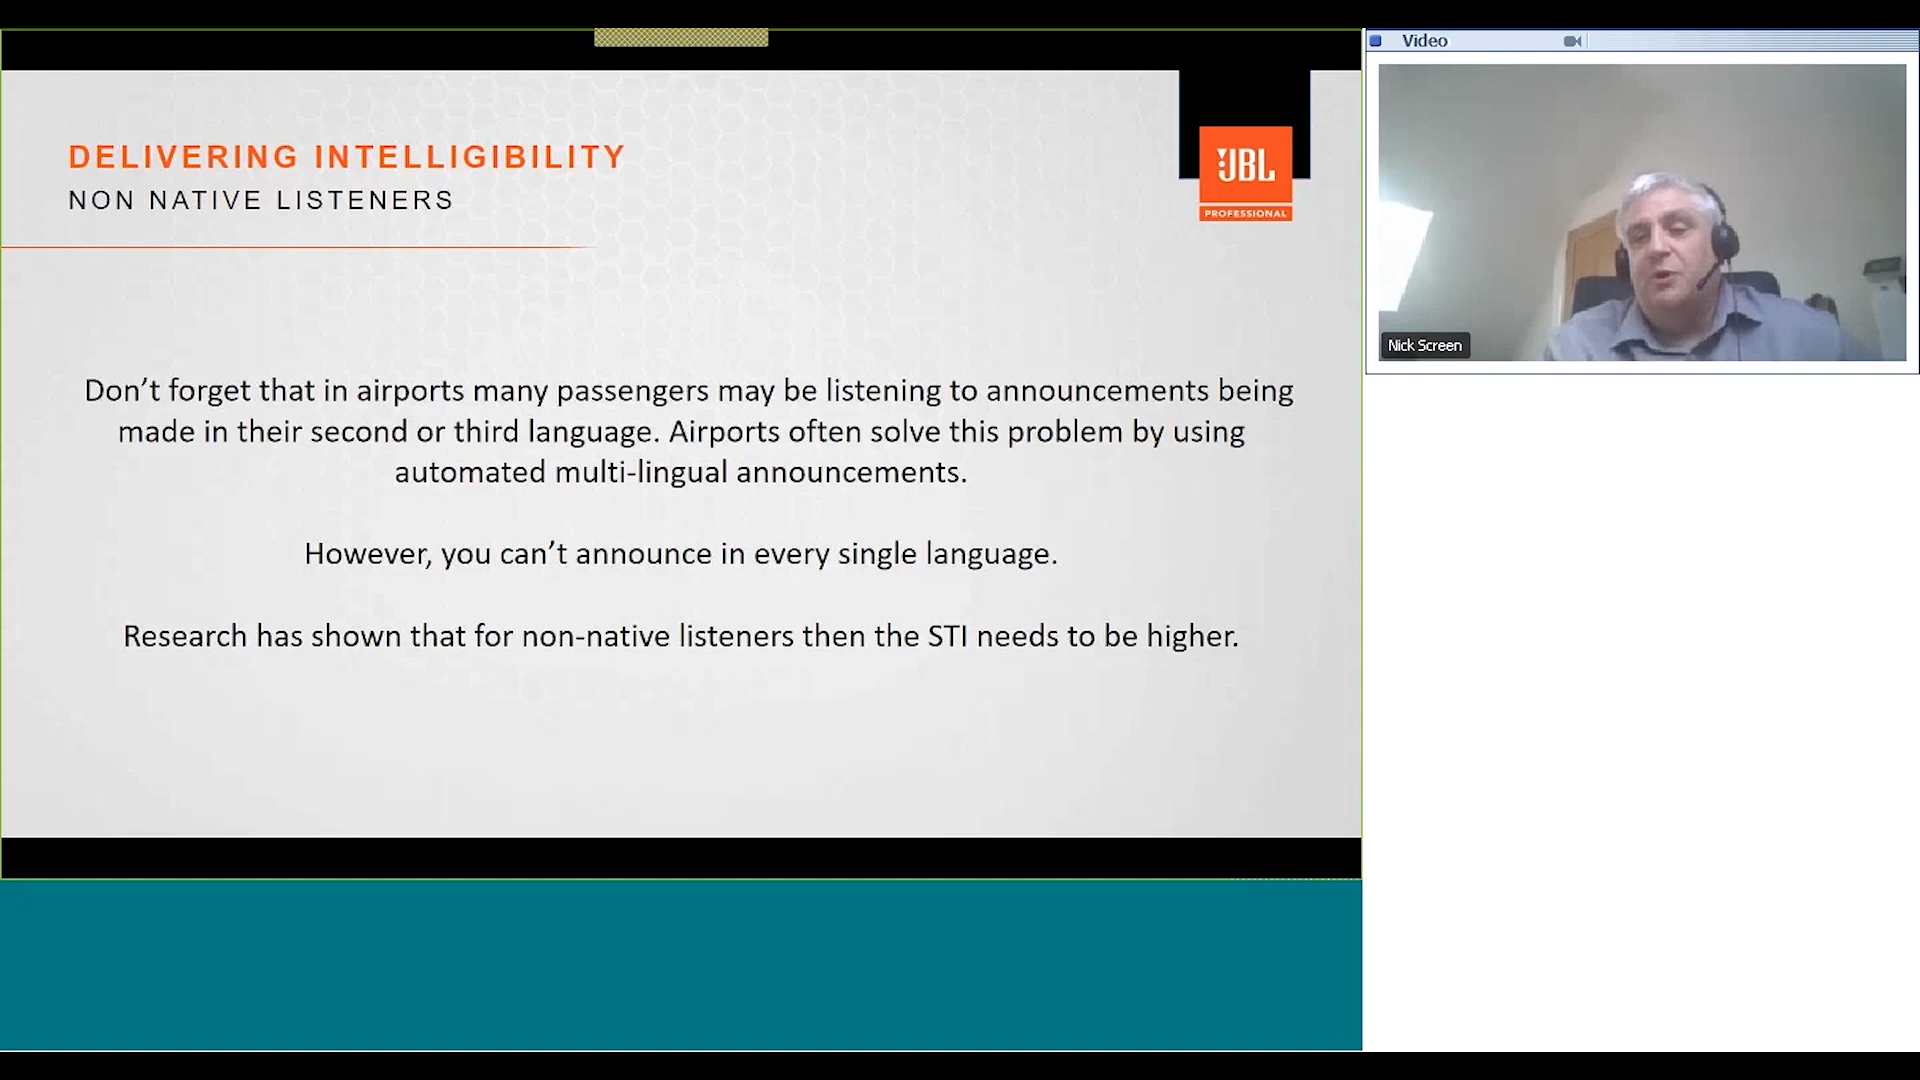 DELIVERING INTELLIGIBILITY
NON NATIVE LISTENERS
JBL
PROFESSIONAL
Don’t forget that in airports many passengers may be listening to announcements being
made in their second or third language. Airports often solve this problem by using
automated multi-lingual announcements.
However, you can’t announce in every single language.
Research has shown that for non-native listeners then the STI needs to be higher.
Video
Nick Screen